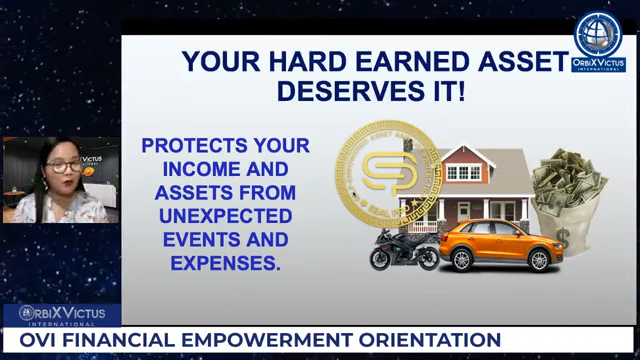 YOUR HARD EARNED ASSET
DESERVES IT!
ORBIXVICTUS
INTERNATIONAL
PROTECTS YOUR
INCOME AND
ASSETS FROM
UNEXPECTED
EVENTS AND
EXPENSES.
$
ORBIXVICTUS
INTERNATIONAL
OVI FINANCIAL EMPOWERMENT ORIENTATION